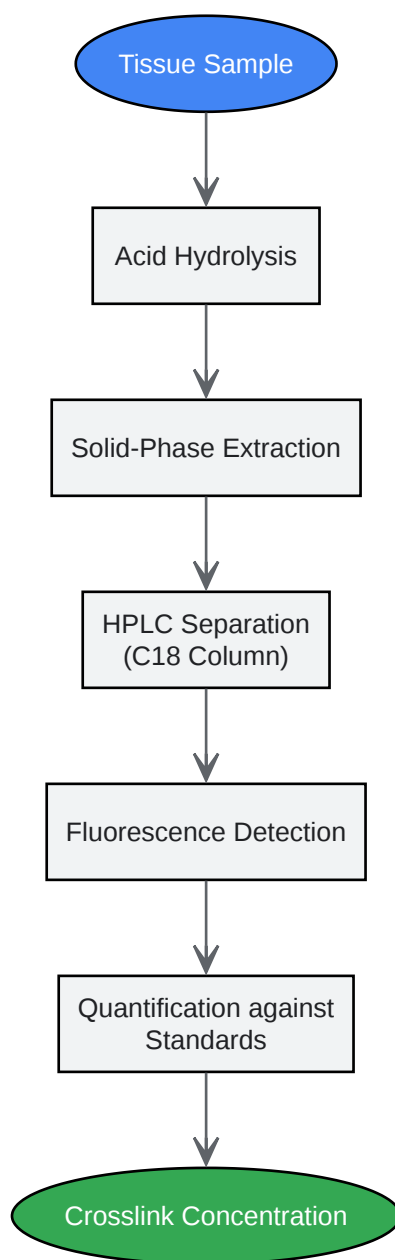 Tissue Sample
Acid Hydrolysis
Solid-Phase Extraction
HPLC Separation
(C18 Column)
Fluorescence Detection
Quantification against
Standards
Crosslink Concentration